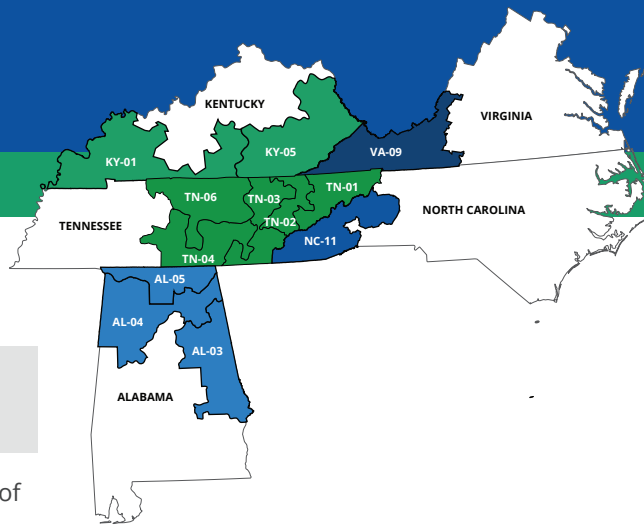 KENTUCKY
VIRGINIA
KY-01
KY-05
VA-09
TN-06
TN-03
TN-01
TENNESSEE
TN-02
NORTH CAROLINA
NC-11
TN-04
AL-05
AL-04
AL-03
ALABAMA
of